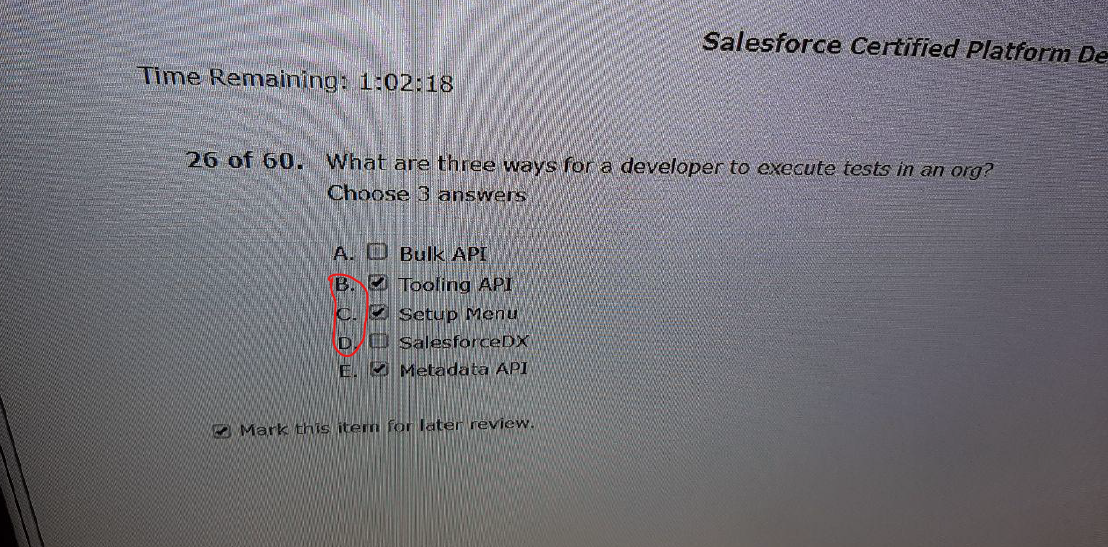 Salesforce Certified Platform De
Time Remaining: 1:02:18
26 of 60. What are three ways for a developer to execute tests in an org?
Choose 3 answers
A. Bulk API
B. Tooling API
C. Setup Menu
D. SalesforceDX
E. Metadata API
Mark this item for later review.